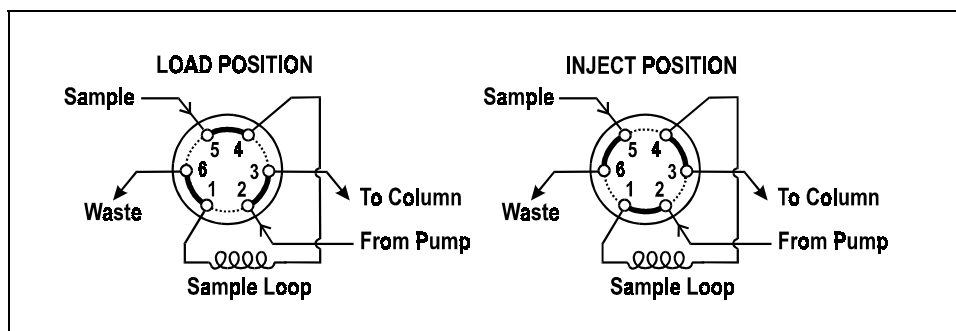 LOAD POSITION
Sample
5 4
6 3
1 2
Waste
To Column
From Pump
Sample Loop
INJECT POSITION
Sample
5 4
6 3
1 2
Waste
To Column
From Pump
Sample Loop